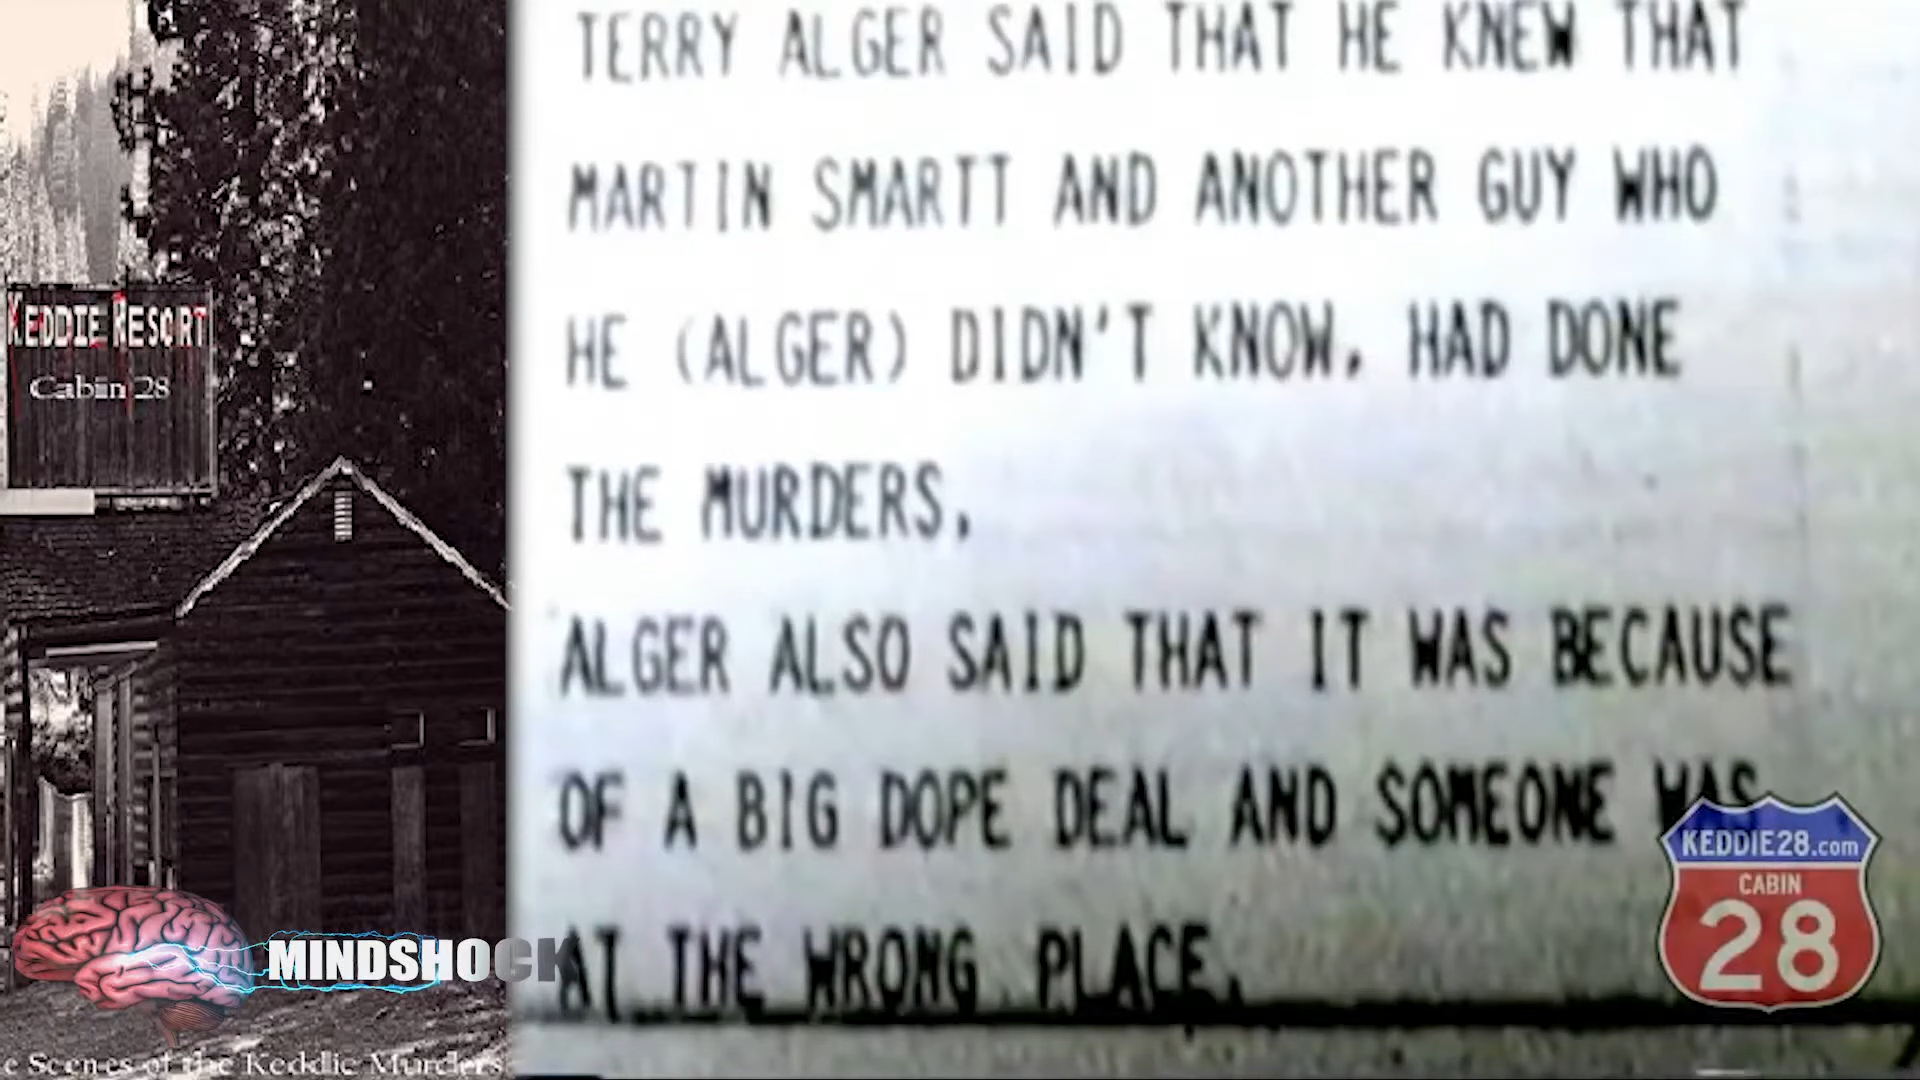 KEDDIE RESORT
Cabin 28
TERRY ALGER SAID THAT HE KNEW THAT
MARTIN SMARTT AND ANOTHER GUY WHO
HE (ALGER) DIDN'T KNOW, HAD DONE
THE MURDERS.
ALGER ALSO SAID THAT IT WAS BECAUSE
OF A BIG DOPE DEAL AND SOMEONE WAS
AT THE WRONG PLACE.
KEDDIE28.com
CABIN
28
MINDSHOCK
e Scenes of the Keddie Murders